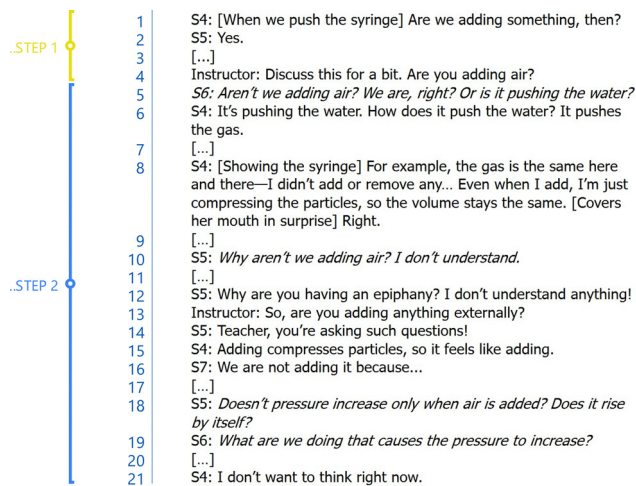 ..STEP 1
..STEP 2
1 S4: [When we push the syringe] Are we adding something, then?
2 S5: Yes.
3 [...]
4 Instructor: Discuss this for a bit. Are you adding air?
5 S6: Aren't we adding air? We are, right? Or is it pushing the water?
6 S4: It's pushing the water. How does it push the water? It pushes
the gas.
7 [...]
8 S4: [Showing the syringe] For example, the gas is the same here
and there—I didn't add or remove any... Even when I add, I'm just
compressing the particles, so the volume stays the same. [Covers
her mouth in surprise] Right.
9 [...]
10 S5: Why aren't we adding air? I don't understand.
11 [...]
12 S5: Why are you having an epiphany? I don't understand anything!
13 Instructor: So, are you adding anything externally?
14 S5: Teacher, you're asking such questions!
15 S4: Adding compresses particles, so it feels like adding.
16 S7: We are not adding it because...
17 [...]
18 S5: Doesn't pressure increase only when air is added? Does it rise
by itself?
19 S6: What are we doing that causes the pressure to increase?
20 [...]
21 S4: I don't want to think right now.